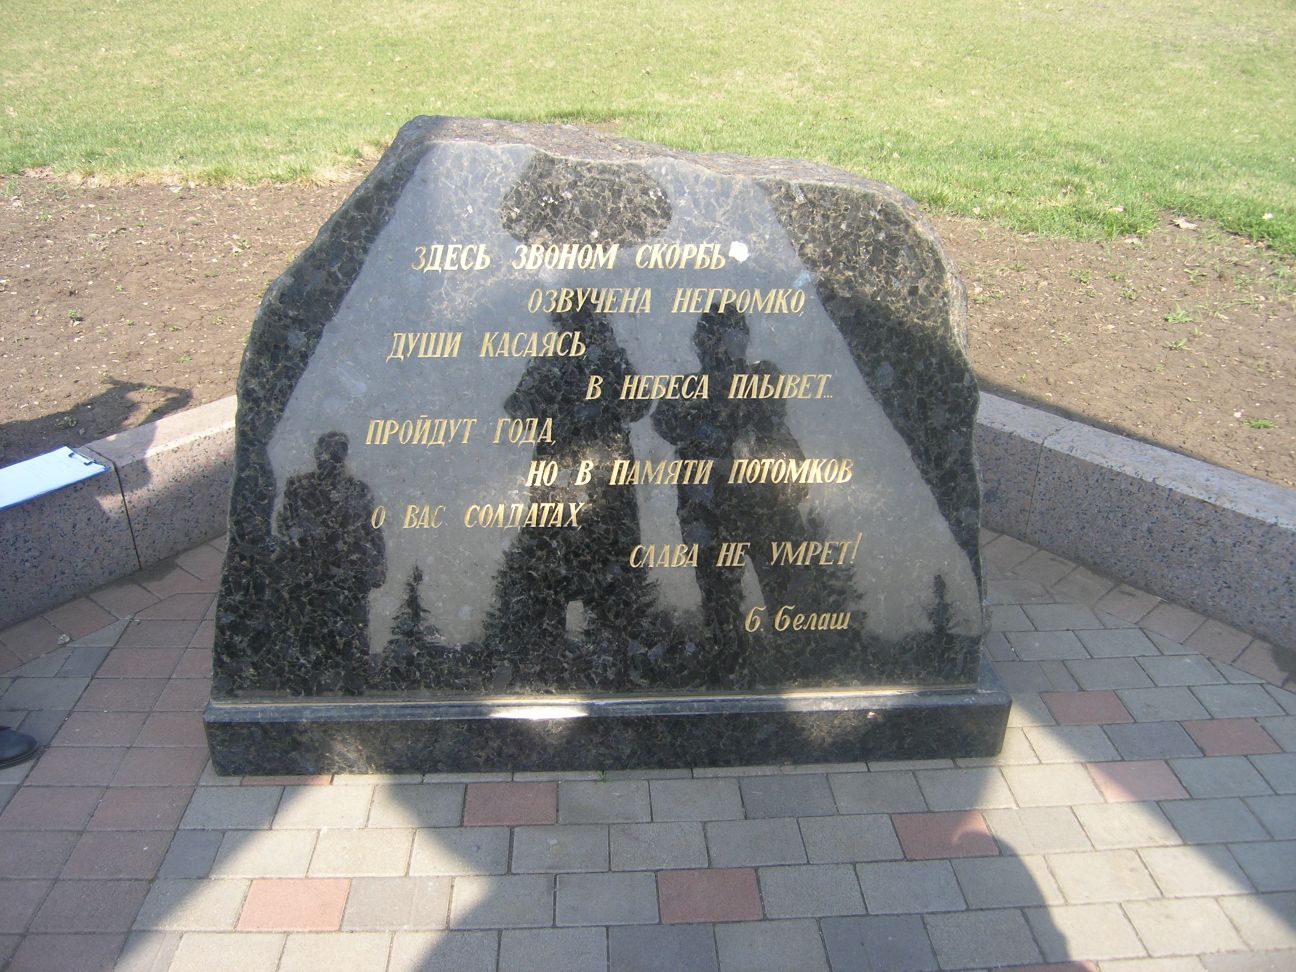 ЗДЕСЬ ЗВОНОМ СКОРБЬ
ОЗВУЧЕНА НЕГРОМКО,
ДУШИ КАСАЯСЬ,
В НЕБЕСА ПЛЫВЕТ...
ПРОЙДУТ ГОДА,
НО В ПАМЯТИ ПОТОМКОВ
О ВАС, СОЛДАТАХ,
СЛАВА НЕ УМРЕТ!
Б. Белаш